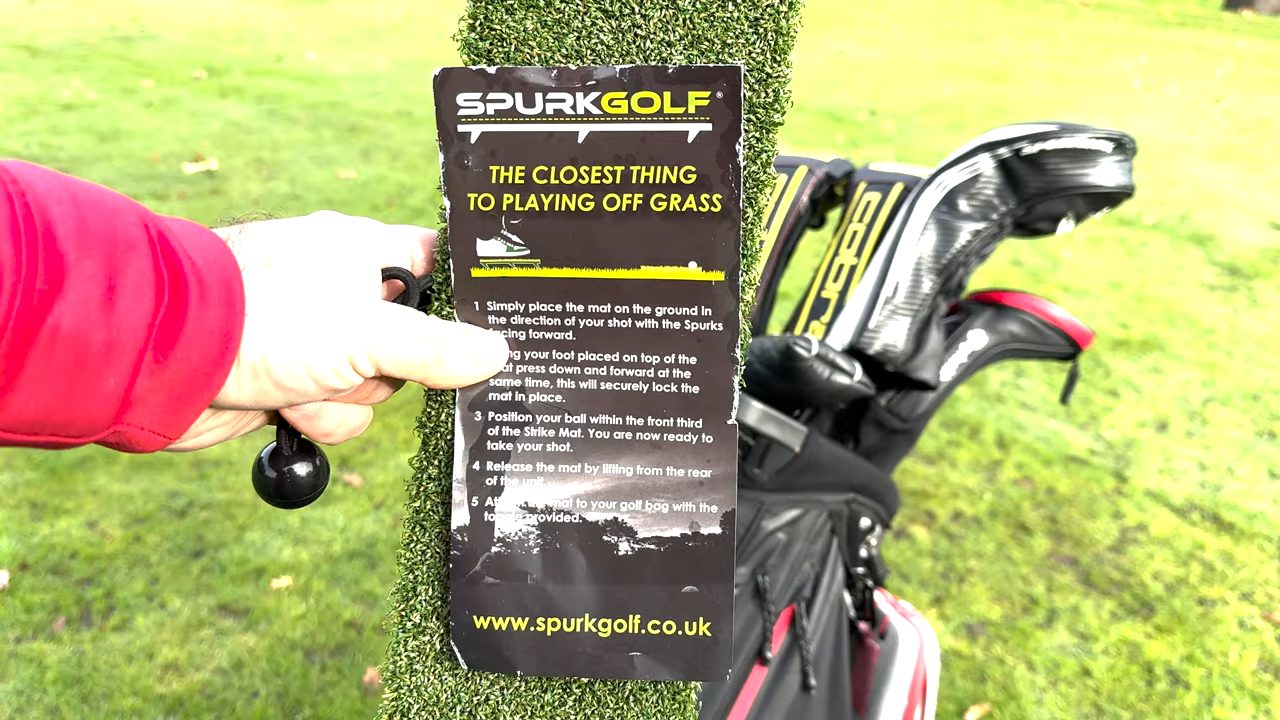 SPURKGOLF®
THE CLOSEST THING
TO PLAYING OFF GRASS
1 Simply place the mat on the ground in
the direction of your shot with the Spurks
facing forward.
your foot placed on top of the
press down and forward at the
same time, this will securely lock the
mat in place.
3 Position your ball within the front third
of the Strike Mat. You are now ready to
take your shot.
4 Release the mat by lifting from the rear
of the unit.
5 Attach the mat to your golf bag with the
toggle provided.
www.spurkgolf.co.uk
cobra